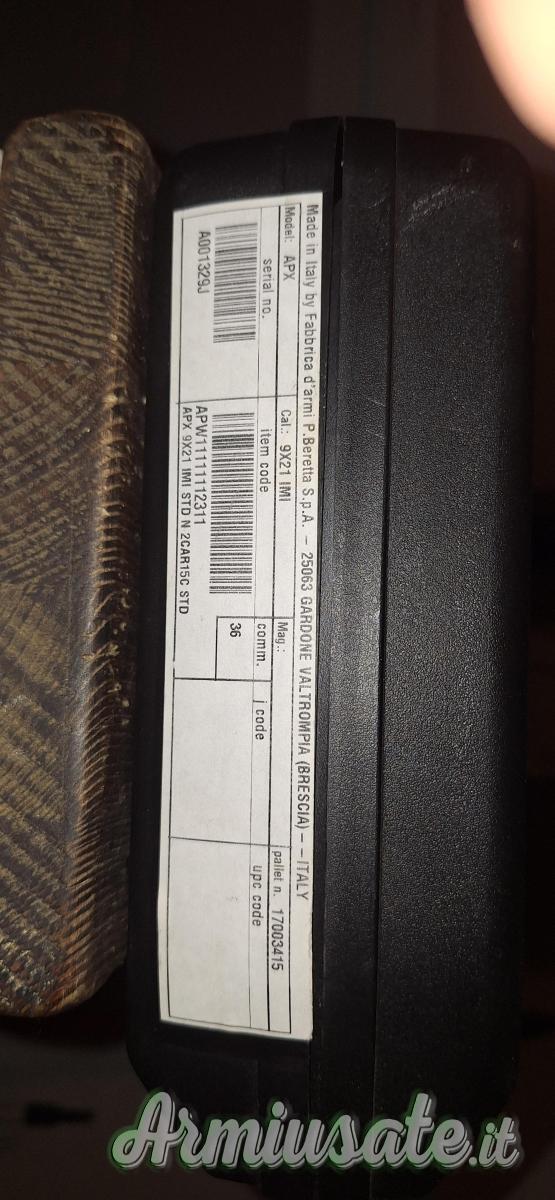 Made in Italy by Fabbrica d'armi P.Beretta S.p.A. – 25063 GARDONE VALTROMPIA (BRESCIA) – – ITALY
Model: APX Cal.: 9X21 IMI Mag.: pallet n. 17003415
serial no. item code comm. j code upc code
A001329J APW11111112311 36
APX 9X21 IMI STD N 2CAR15C STD
Armiusate.it